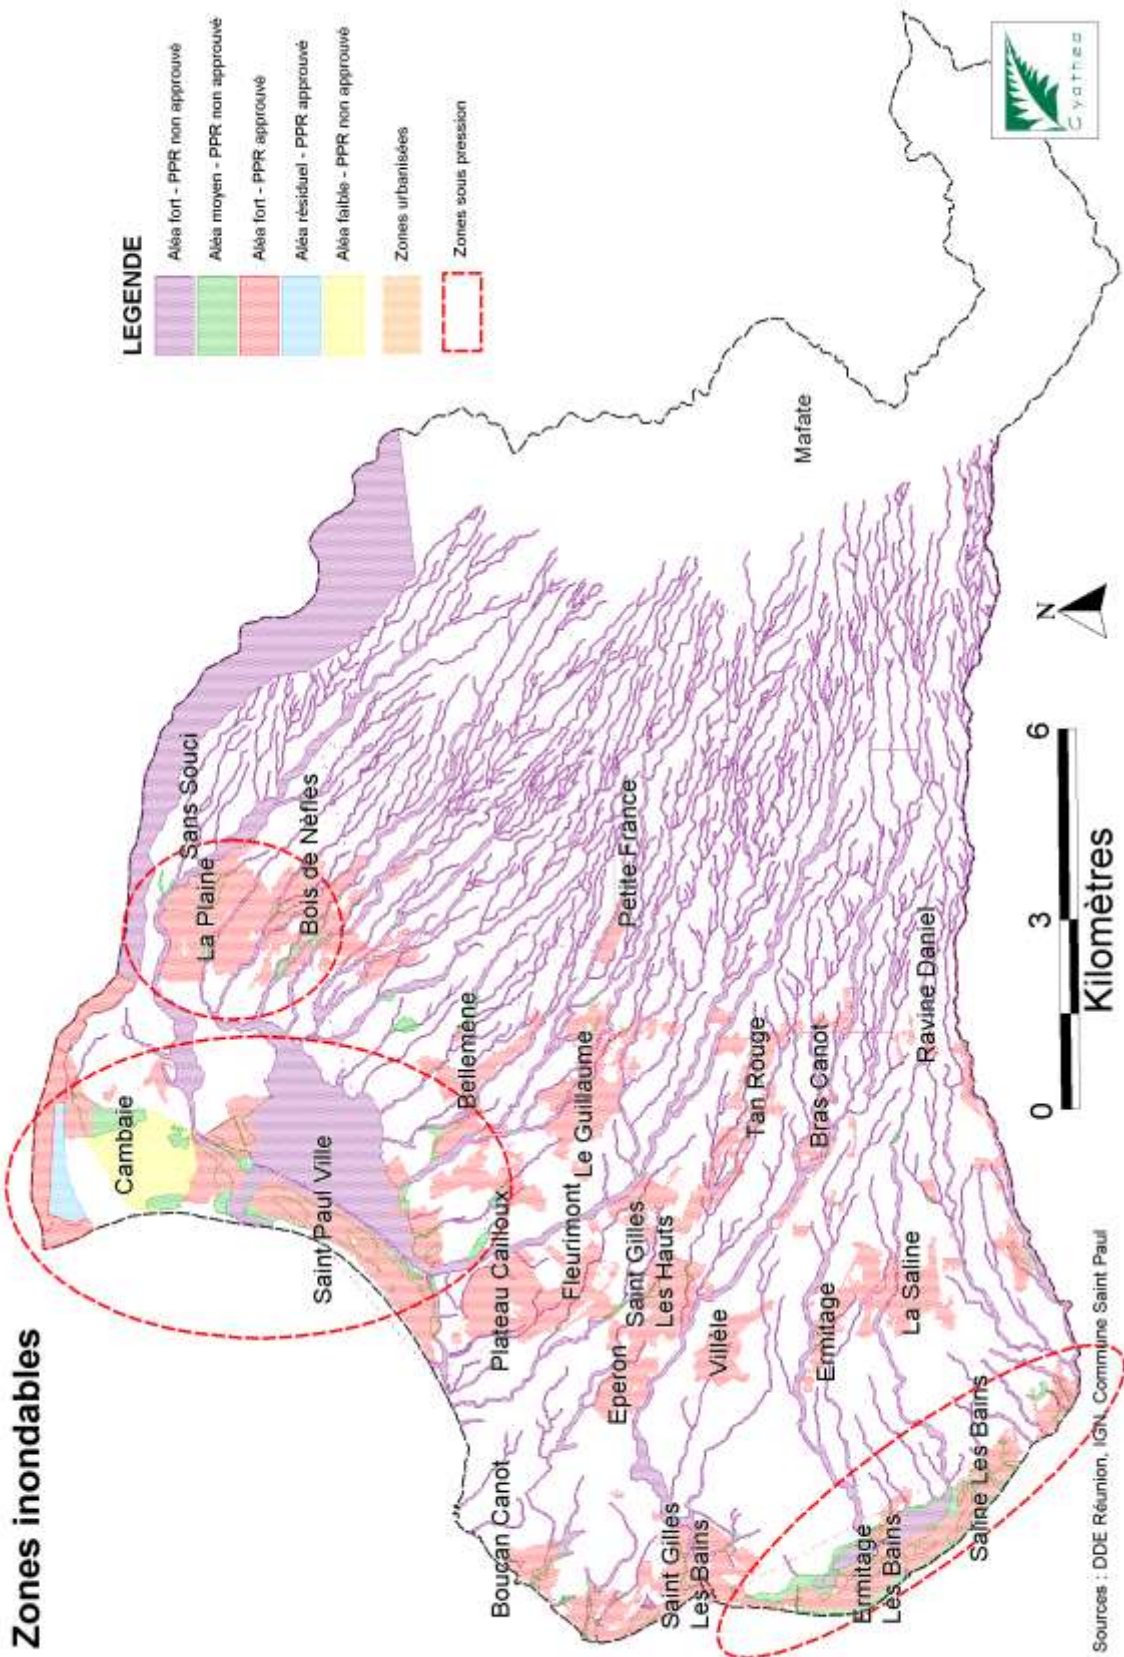 Zones inondables
LEGENDE
Aléa fort - PPR non approuvé
Aléa moyen - PPR non approuvé
Aléa fort - PPR approuvé
Aléa résiduel - PPR approuvé
Aléa faible - PPR non approuvé
Zones urbanisées
Zones sous pression
Cambaie
Sans Souci
La Plaine
Bois de Nèfles
Saint Paul Ville
Bellemène
Plateau Cailloux
Le Guillaume
Fleurimont
Petite France
Mafate
Boucan Canot
Eperon
Saint Gilles
Les Hauts
Villèle
Tan Rouge
Bras Canot
Saint Gilles
Les Bains
Ermitage
La Saline
Ravine Daniel
Ermitage
Les Bains
Saline Les Bains
N
0 3 6
Kilomètres
Sources : DDE Réunion, IGN, Commune Saint Paul
Cyathea